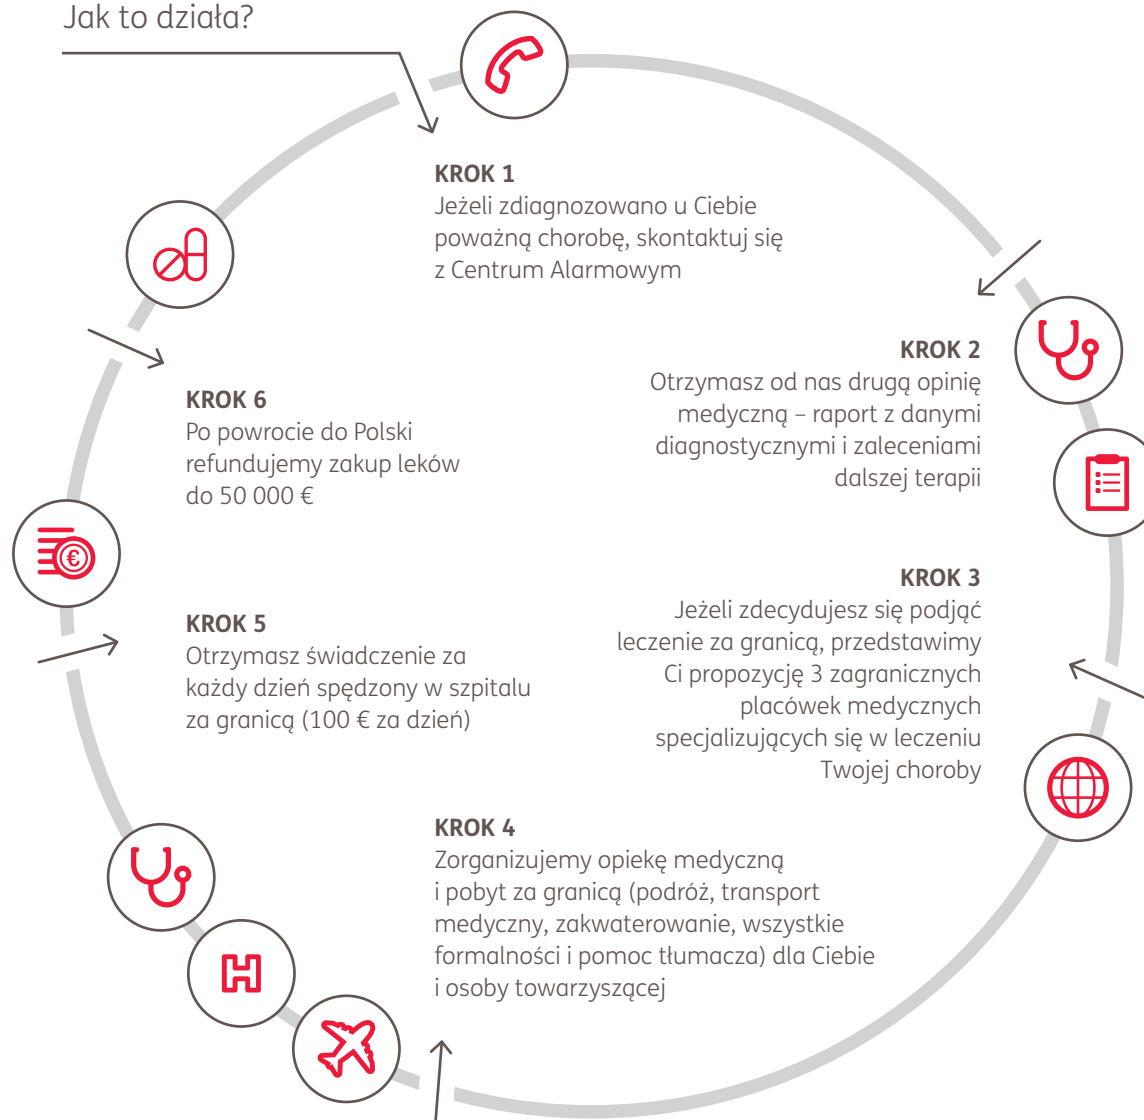 Jak to działa?
KROK 1
Jeżeli zdiagnozowano u Ciebie
poważną chorobę, skontaktuj się
z Centrum Alarmowym
KROK 2
Otrzymasz od nas drugą opinię
medyczną – raport z danymi
diagnostycznymi i zaleceniami
dalszej terapii
KROK 3
Jeżeli zdecydujesz się podjąć
leczenie za granicą, przedstawimy
Ci propozycję 3 zagranicznych
placówek medycznych
specjalizujących się w leczeniu
Twojej choroby
KROK 4
Zorganizujemy opiekę medyczną
i pobyt za granicą (podróż, transport
medyczny, zakwaterowanie, wszystkie
formalności i pomoc tłumacza) dla Ciebie
i osoby towarzyszącej
KROK 5
Otrzymasz świadczenie za
każdy dzień spędzony w szpitalu
za granicą (100 € za dzień)
KROK 6
Po powrocie do Polski
refundujemy zakup leków
do 50 000 €
€
H